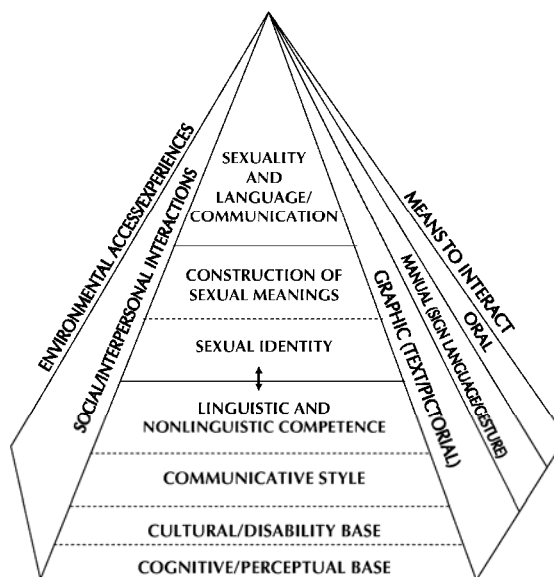 SEXUALITY
AND
LANGUAGE/
COMMUNICATION
CONSTRUCTION OF
SEXUAL MEANINGS
SEXUAL IDENTITY
LINGUISTIC AND
NONLINGUISTIC COMPETENCE
COMMUNICATIVE STYLE
CULTURAL/DISABILITY BASE
COGNITIVE/PERCEPTUAL BASE
ENVIRONMENTAL ACCESS/EXPERIENCES
SOCIAL/INTERPERSONAL INTERACTIONS
GRAPHIC (TEXT/PICTORIAL)
MANUAL (SIGN LANGUAGE/GESTURE)
ORAL
MEANS TO INTERACT